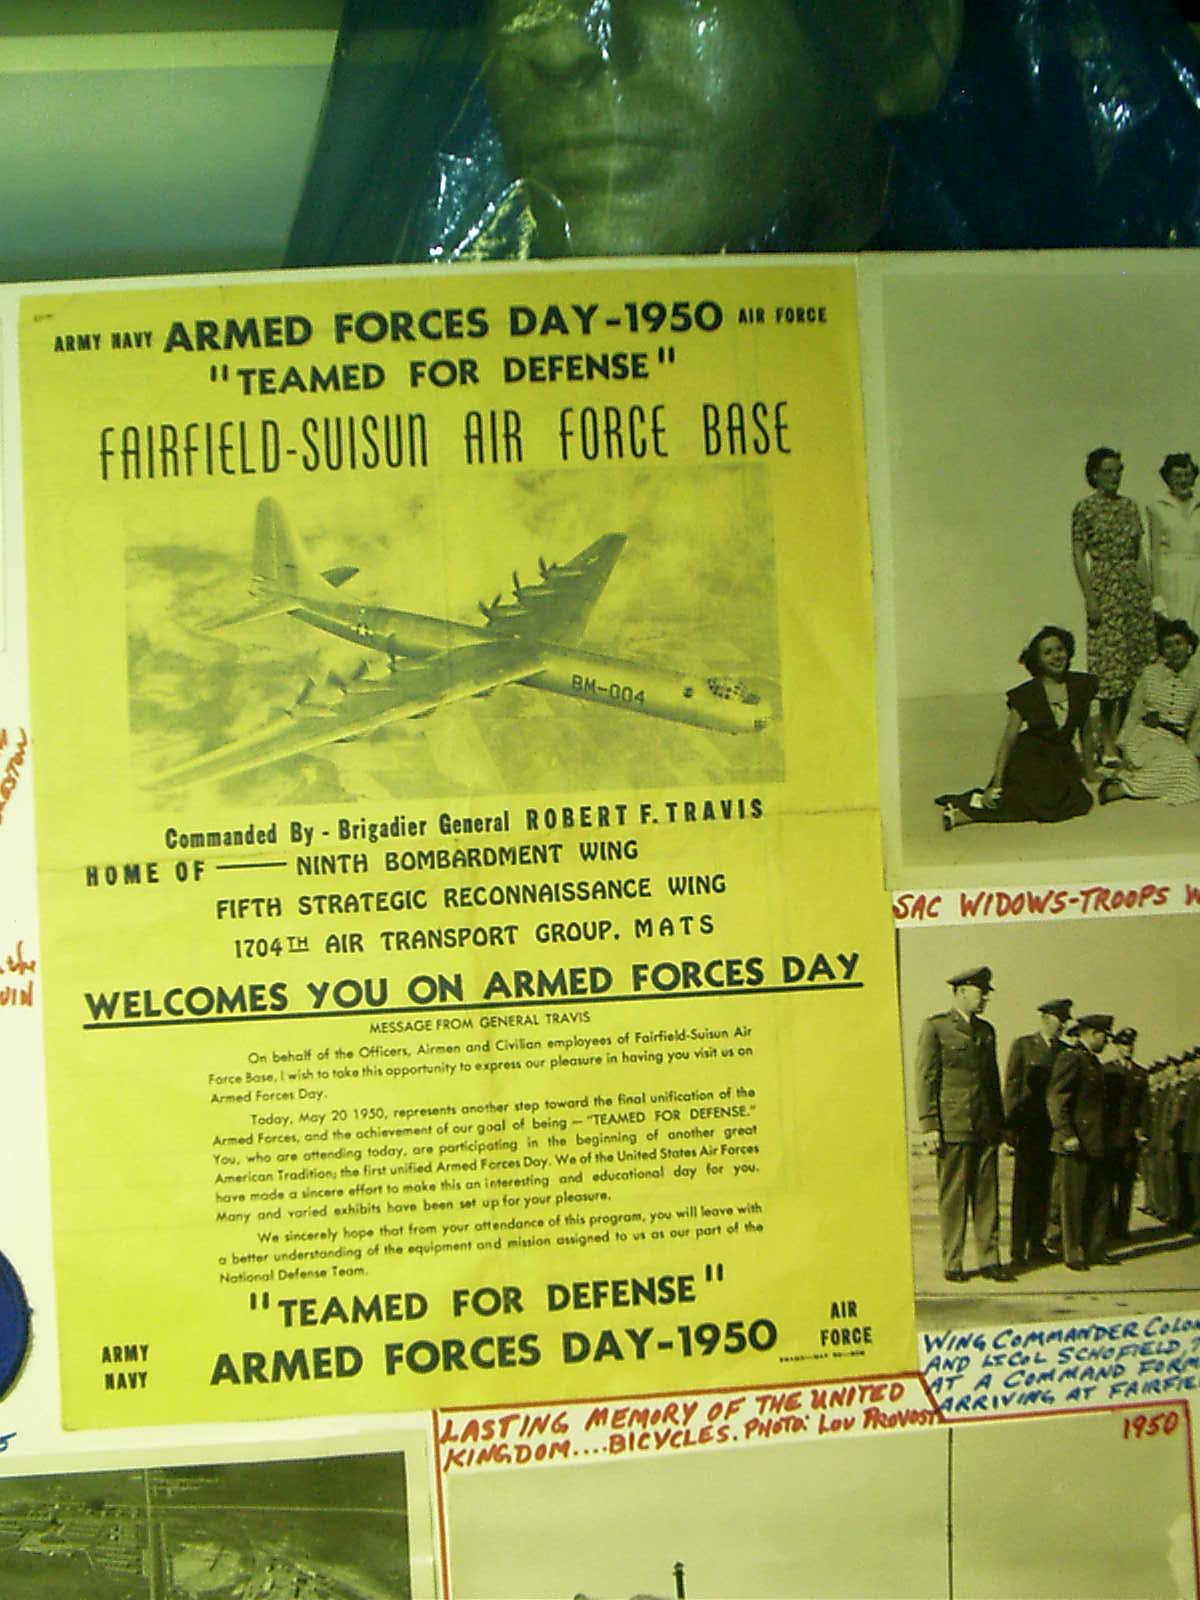 ARMY NAVY ARMED FORCES DAY-1950 AIR FORCE
"TEAMED FOR DEFENSE"
FAIRFIELD-SUISUN AIR FORCE BASE
BM-004
Commanded By - Brigadier General ROBERT F. TRAVIS
HOME OF —— NINTH BOMBARDMENT WING
FIFTH STRATEGIC RECONNAISSANCE WING
1704TH AIR TRANSPORT GROUP. MATS
WELCOMES YOU ON ARMED FORCES DAY
MESSAGE FROM GENERAL TRAVIS
On behalf of the Officers, Airmen and Civilian employees of Fairfield-Suisun Air
Force Base, I wish to take this opportunity to express our pleasure in having you visit us on
Armed Forces Day.
Today, May 20 1950, represents another step toward the final unification of the
Armed Forces, and the achievement of our goal of being — "TEAMED FOR DEFENSE."
You, who are attending today, are participating in the beginning of another great
American Tradition; the first unified Armed Forces Day. We of the United States Air Forces
have made a sincere effort to make this an interesting and educational day for you.
Many and varied exhibits have been set up for your pleasure.
We sincerely hope that from your attendance of this program, you will leave with
a better understanding of the equipment and mission assigned to us as our part of the
National Defense Team.
"TEAMED FOR DEFENSE"
ARMY
NAVY
ARMED FORCES DAY-1950
AIR
FORCE
SAC WIDOWS-TROOPS
WING COMMANDER
AND LT COL SCHOFIELD,
AT A COMMAND
ARRIVING AT
LASTING MEMORY OF THE UNITED
KINGDOM....BICYCLES. PHOTO: LOU PROVOST
1950
the